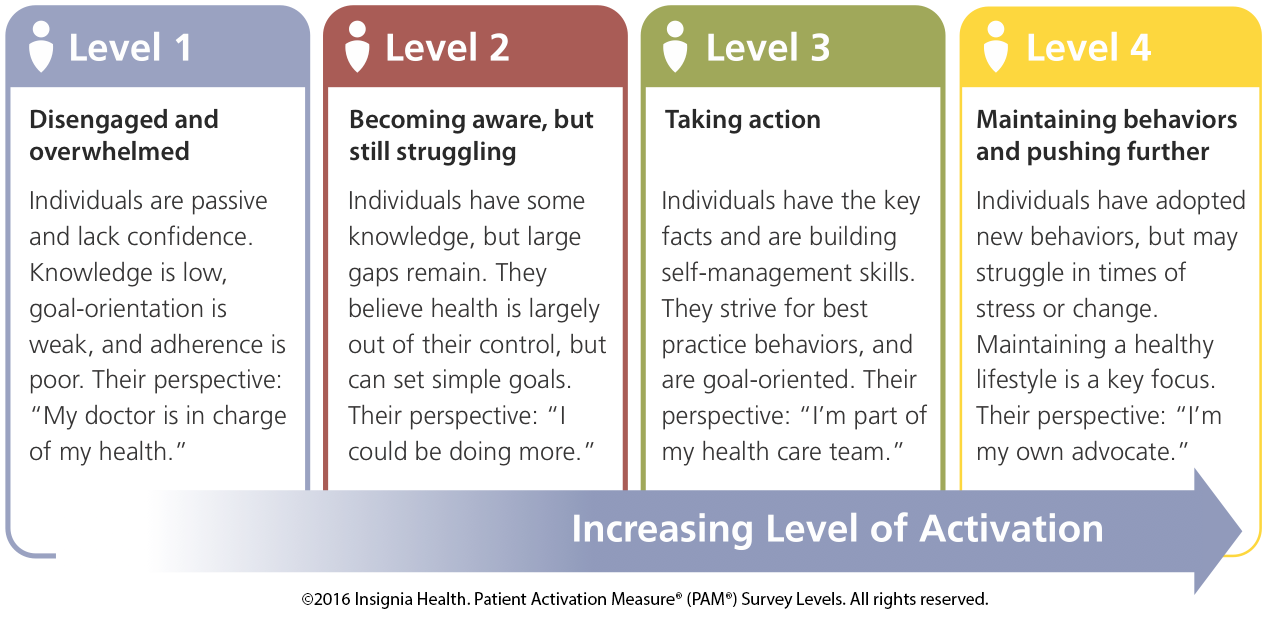 Level 1
Disengaged and
overwhelmed
Individuals are passive
and lack confidence.
Knowledge is low,
goal-orientation is
weak, and adherence is
poor. Their perspective:
“My doctor is in charge
of my health.”
Level 2
Becoming aware, but
still struggling
Individuals have some
knowledge, but large
gaps remain. They
believe health is largely
out of their control, but
can set simple goals.
Their perspective: “I
could be doing more.”
Level 3
Taking action
Individuals have the key
facts and are building
self-management skills.
They strive for best
practice behaviors, and
are goal-oriented. Their
perspective: “I’m part of
my health care team.”
Level 4
Maintaining behaviors
and pushing further
Individuals have adopted
new behaviors, but may
struggle in times of
stress or change.
Maintaining a healthy
lifestyle is a key focus.
Their perspective: “I’m
my own advocate.”
Increasing Level of Activation
©2016 Insignia Health. Patient Activation Measure® (PAM®) Survey Levels. All rights reserved.